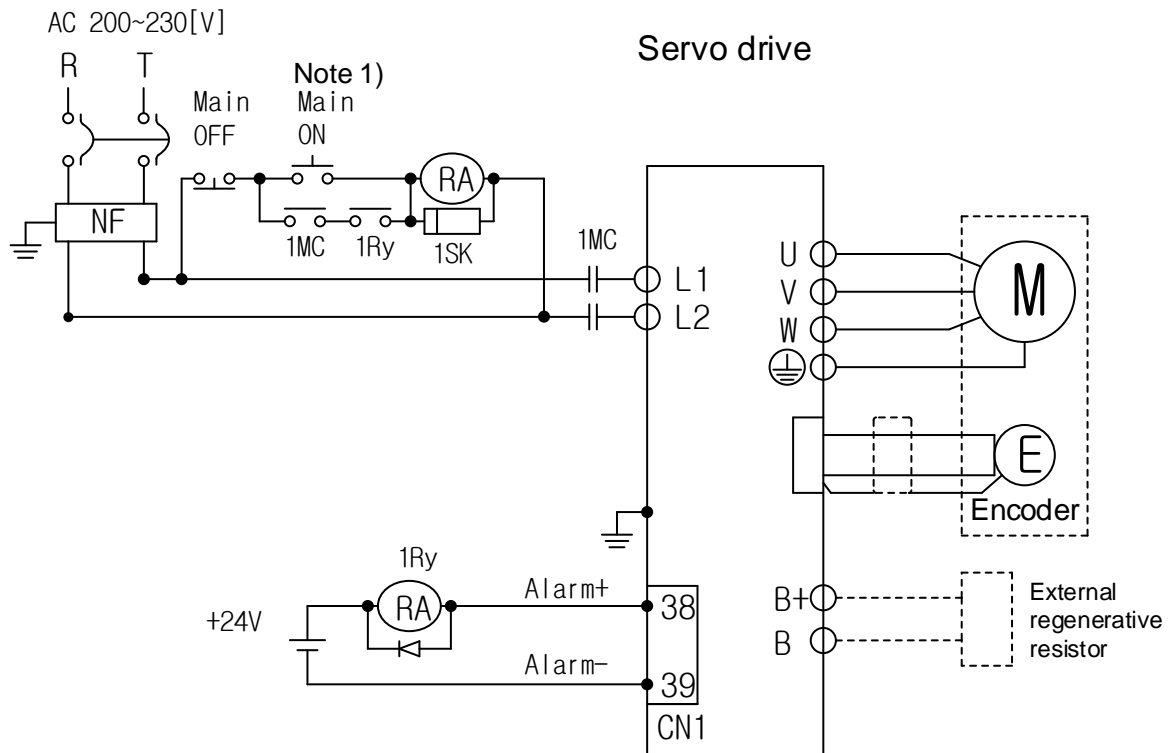 AC 200~230[V]
Servo drive
R
T
Note 1)
Main
OFF
Main
ON
RA
NF
1MC
1Ry
1SK
1MC
L1
L2
U
V
W
M
E
Encoder
1Ry
RA
+24V
Alarm+
Alarm-
38
39
CN1
B+
B
External
regenerative
resistor